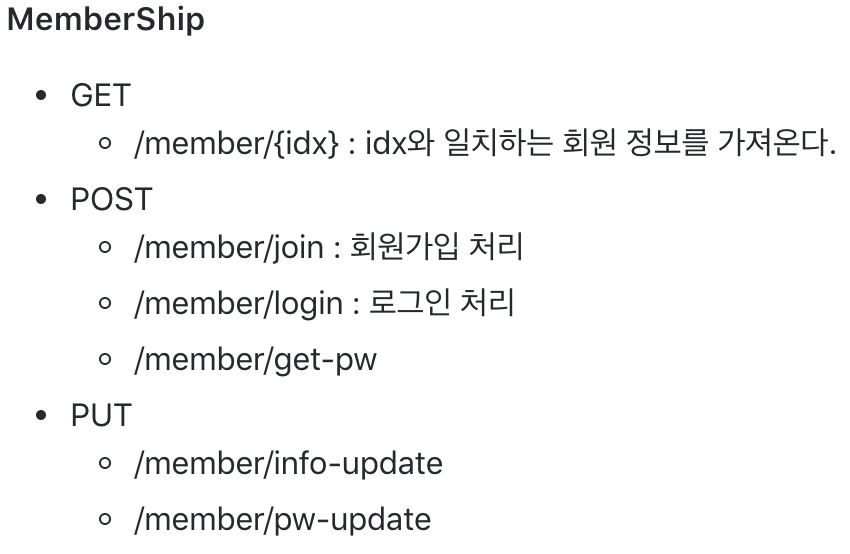 MemberShip
GET
/member/{idx} : idx와 일치하는 회원 정보를 가져온다.
POST
/member/join : 회원가입 처리
/member/login : 로그인 처리
/member/get-pw
PUT
/member/info-update
/member/pw-update